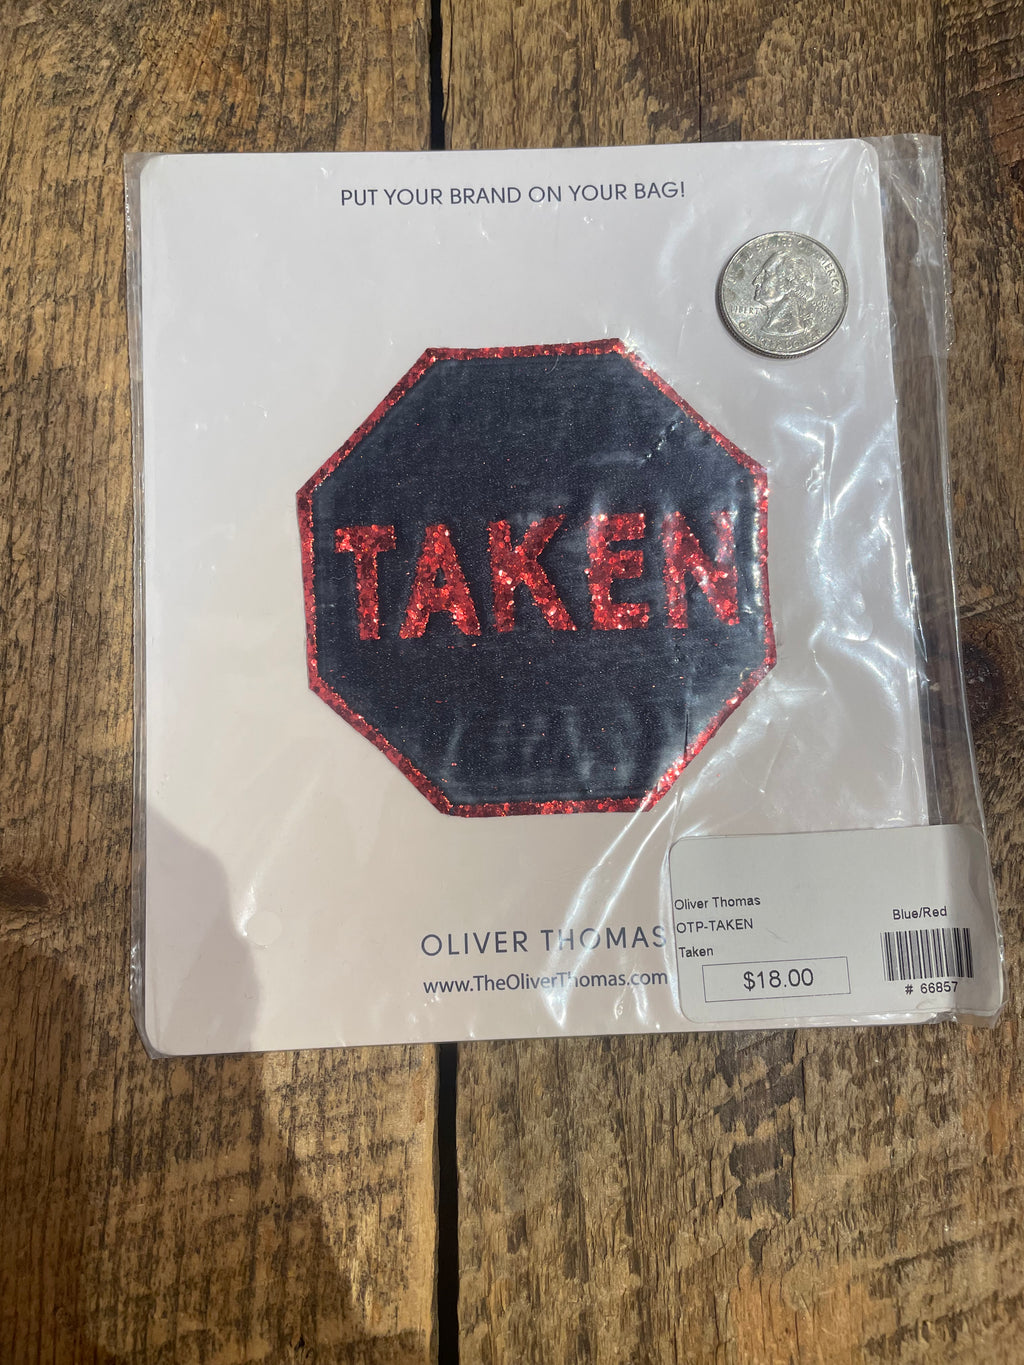 PUT YOUR BRAND ON YOUR BAG!
LIBERTY
TAKEN
OLIVER THOMAS
www.TheOliverThomas.com
Oliver Thomas
OTP-TAKEN
Taken
$18.00
Blue/Red
# 66857